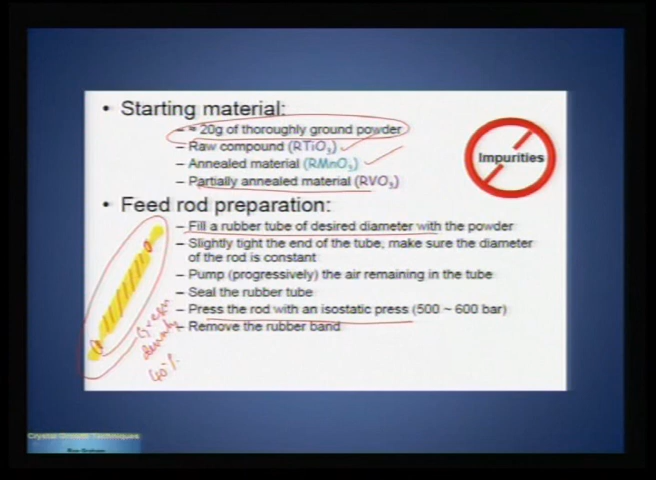 • Starting material:
– ≈ 20g of thoroughly ground powder
– Raw compound (RTiO₃)
– Annealed material (RMnO₃)
– Partially annealed material (RVO₃)
Impurities
• Feed rod preparation:
– Fill a rubber tube of desired diameter with the powder
– Slightly tight the end of the tube, make sure the diameter
of the rod is constant
– Pump (progressively) the air remaining in the tube
– Seal the rubber tube
– Press the rod with an isostatic press (500 ~ 600 bar)
– Remove the rubber band
Green
density
40%
Crystal Growth Techniques